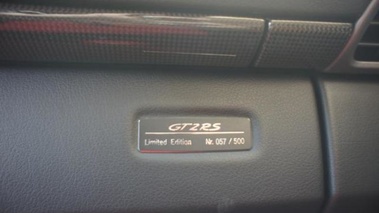 GT2RS
Limited Edition Nr. 057 / 500